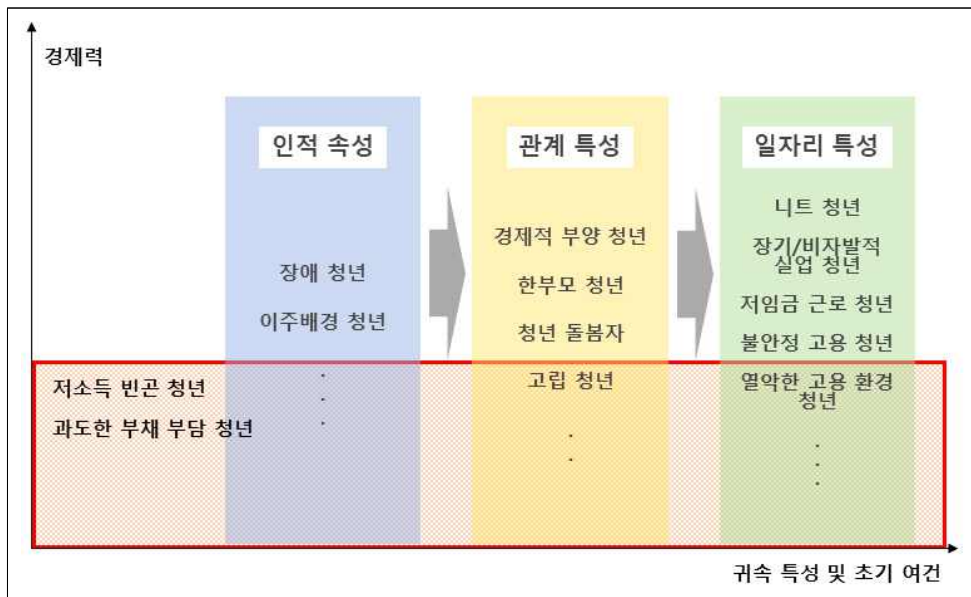 경제력
인적 속성
장애 청년
이주배경 청년
.
.
.
관계 특성
경제적 부양 청년
한부모 청년
청년 돌봄자
고립 청년
.
.
일자리 특성
니트 청년
장기/비자발적
실업 청년
저임금 근로 청년
불안정 고용 청년
열악한 고용 환경
청년
.
.
.
저소득 빈곤 청년
과도한 부채 부담 청년
귀속 특성 및 초기 여건